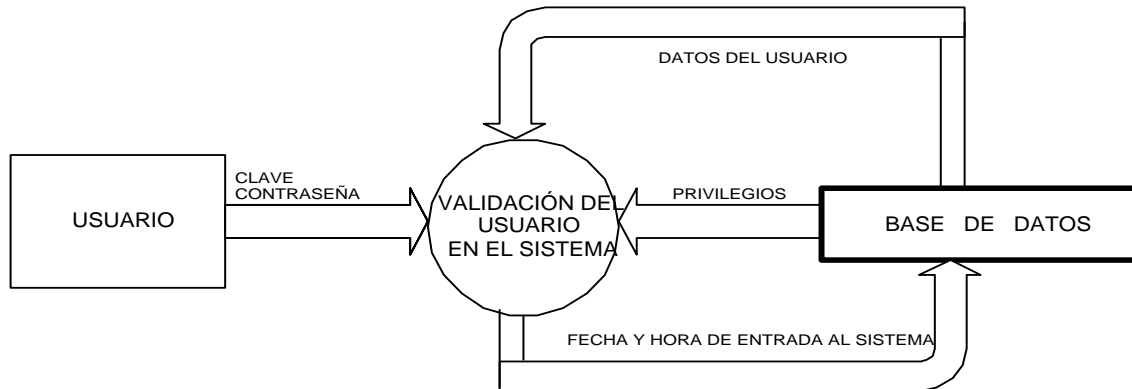 DATOS DEL USUARIO
CLAVE
CONTRASEÑA
USUARIO
VALIDACIÓN DEL
USUARIO
EN EL SISTEMA
PRIVILEGIOS
BASE DE DATOS
FECHA Y HORA DE ENTRADA AL SISTEMA